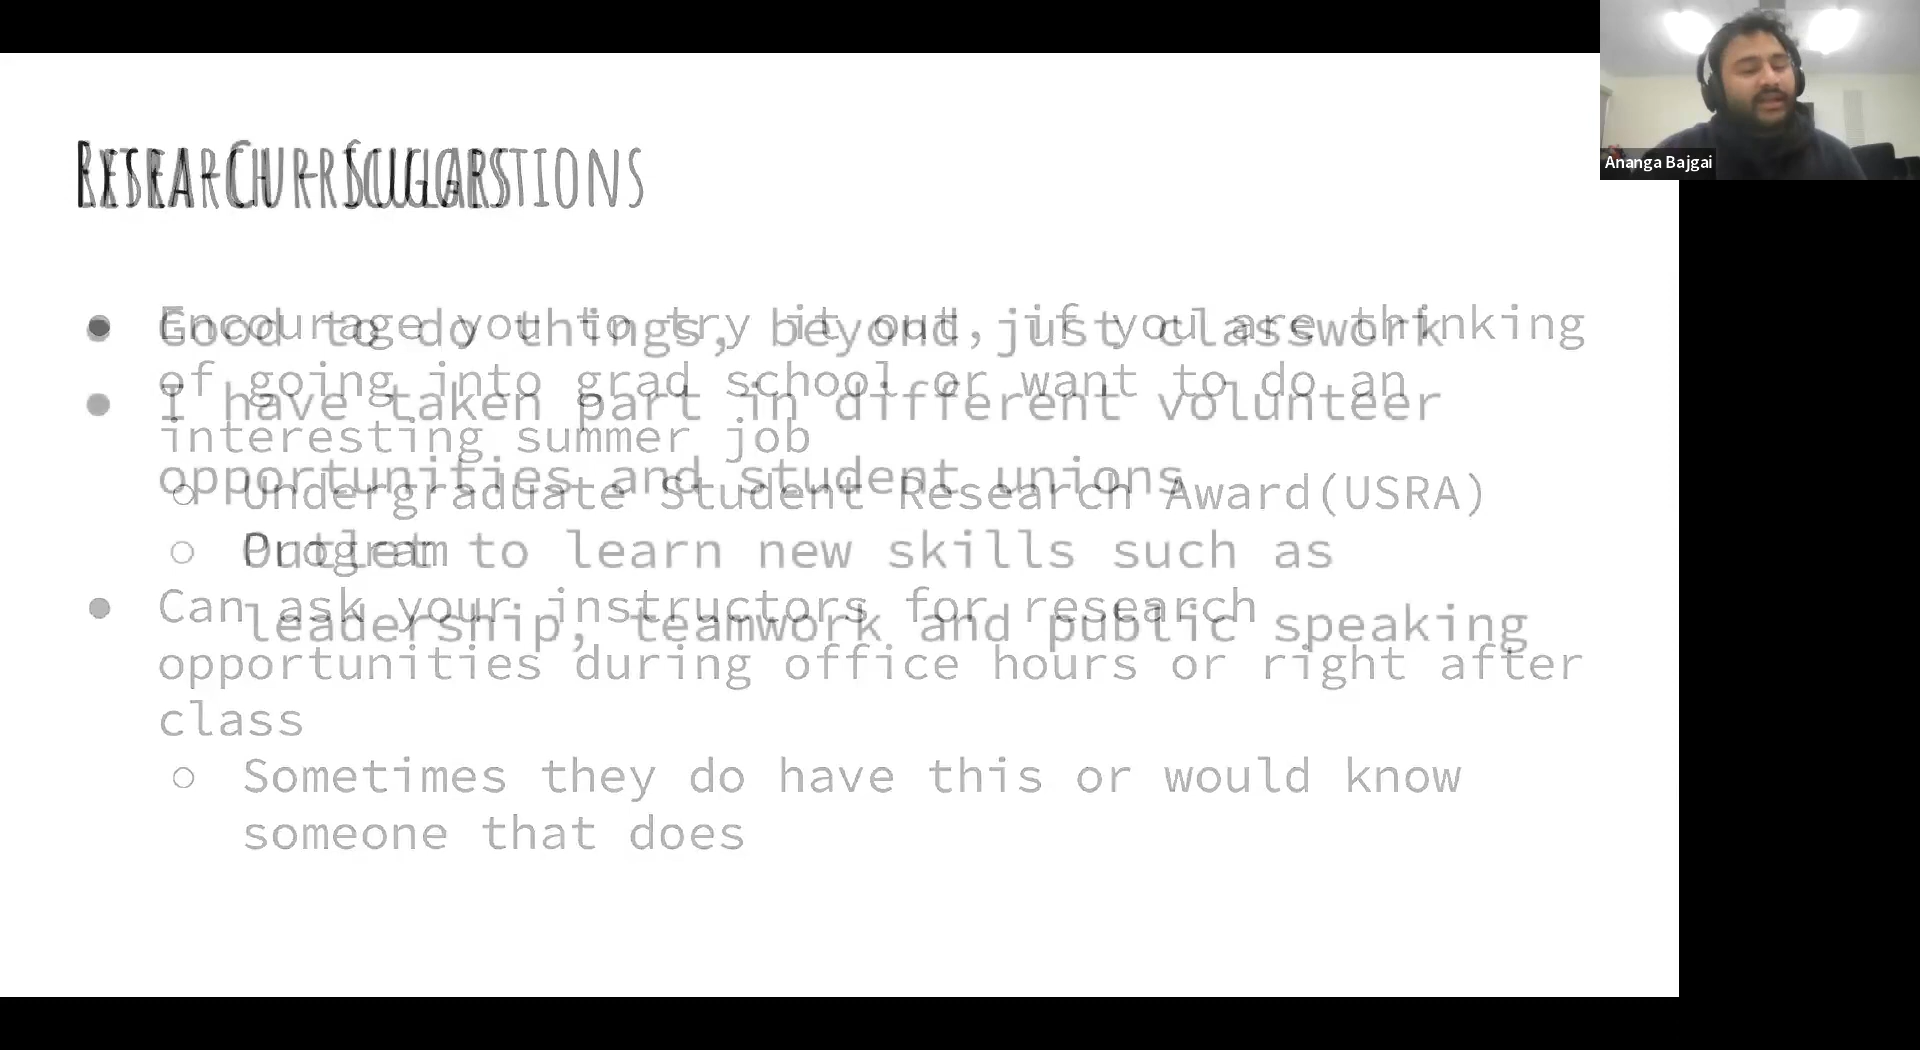 Research Suggestions
Extra Curriculars
Encourage you to try it out, if you are thinking
of going into grad school or want to do an
interesting summer job
Undergraduate Student Research Award(USRA)
Program
Can ask your instructors for research
opportunities during office hours or right after
class
Sometimes they do have this or would know
someone that does
Good to do things, beyond just classwork
I have taken part in different volunteer
opportunities and student unions
Outlet to learn new skills such as
leadership, teamwork and public speaking
Ananga Bajgai